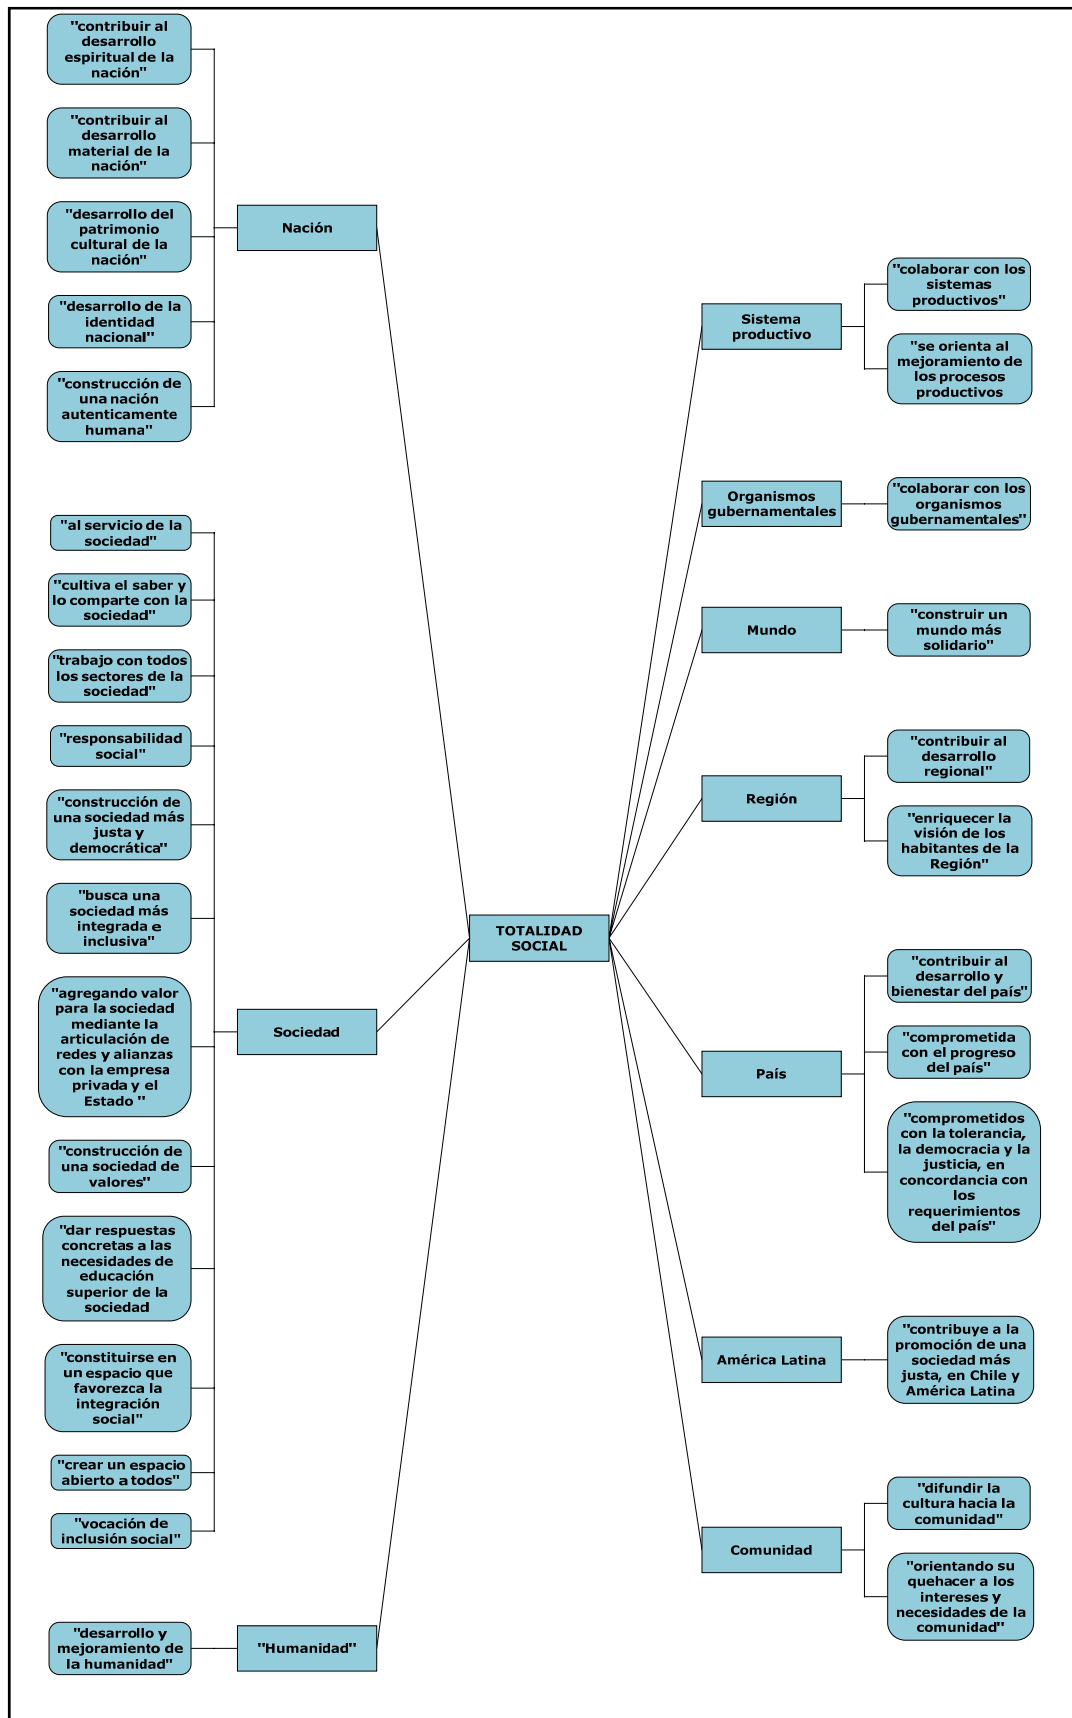 "contribuir al
desarrollo
espiritual de la
nación"
"contribuir al
desarrollo
material de la
nación"
"desarrollo del
patrimonio
cultural de la
nación"
"desarrollo de la
identidad
nacional"
"construcción de
una nación
autenticamente
humana"
Nación
"al servicio de la
sociedad"
"cultiva el saber y
lo comparte con la
sociedad"
"trabajo con todos
los sectores de la
sociedad"
"responsabilidad
social"
"construcción de
una sociedad más
justa y
democrática"
"busca una
sociedad más
integrada e
inclusiva"
"agregando valor
para la sociedad
mediante la
articulación de
redes y alianzas
con la empresa
privada y el
Estado "
"construcción de
una sociedad de
valores"
"dar respuestas
concretas a las
necesidades de
educación
superior de la
sociedad
"constituirse en
un espacio que
favorezca la
integración
social"
"crear un espacio
abierto a todos"
"vocación de
inclusión social"
Sociedad
"desarrollo y
mejoramiento de
la humanidad"
"Humanidad"
TOTALIDAD
SOCIAL
Sistema
productivo
"colaborar con los
sistemas
productivos"
"se orienta al
mejoramiento de
los procesos
productivos
Organismos
gubernamentales
"colaborar con los
organismos
gubernamentales"
Mundo
"construir un
mundo más
solidario"
Región
"contribuir al
desarrollo
regional"
"enriquecer la
visión de los
habitantes de la
Región"
País
"contribuir al
desarrollo y
bienestar del país"
"comprometida
con el progreso
del país"
"comprometidos
con la tolerancia,
la democracia y la
justicia, en
concordancia con
los
requerimientos
del país"
América Latina
"contribuye a la
promoción de una
sociedad más
justa, en Chile y
América Latina
Comunidad
"difundir la
cultura hacia la
comunidad"
"orientando su
quehacer a los
intereses y
necesidades de la
comunidad"